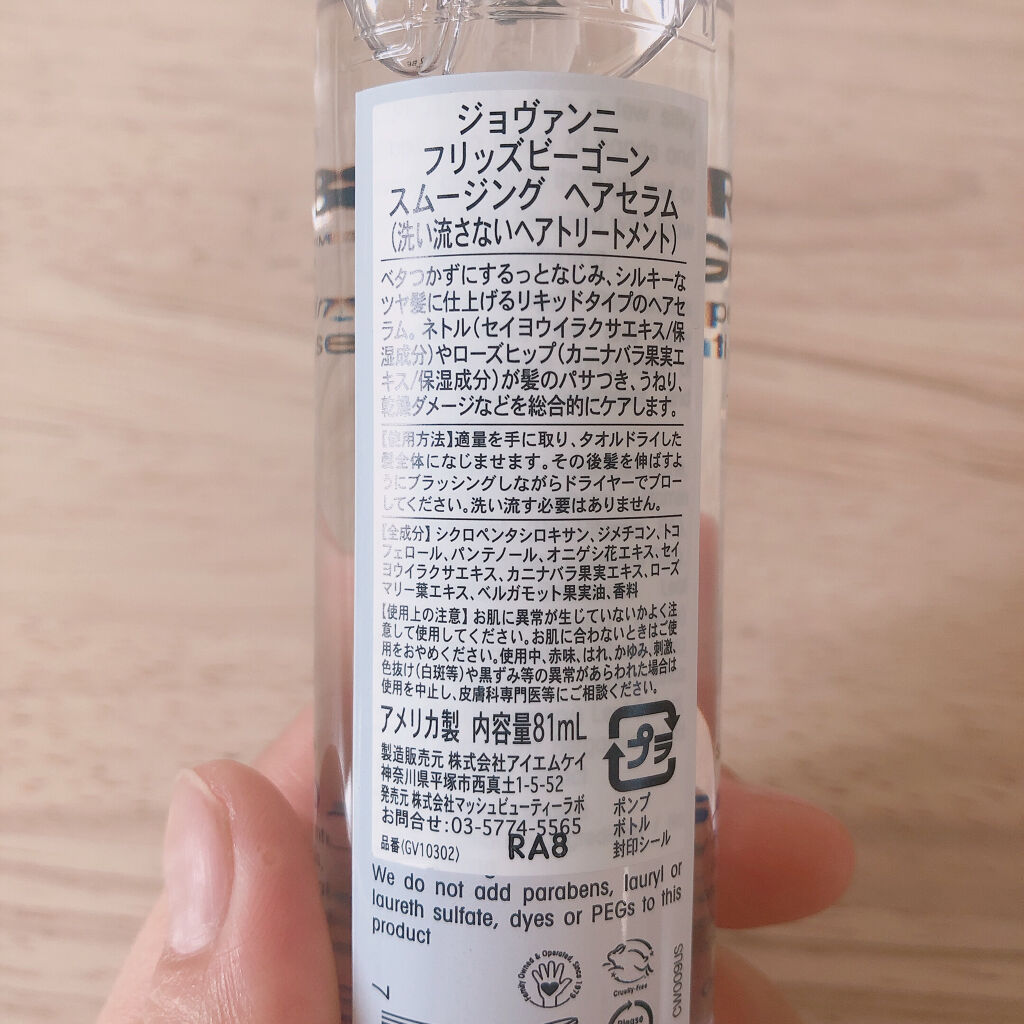 ジョヴァンニ
フリッズビーゴーン
スムージング ヘアセラム
(洗い流さないヘアトリートメント)
ベタつかずにするっとなじみ、シルキーな
ツヤ髪に仕上げるリキッドタイプのヘアセ
ラム。ネトル(セイヨウイラクサエキス/保
湿成分)やローズヒップ(カニナバラ果実エ
キス/保湿成分)が髪のパサつき、うねり、
乾燥ダメージなどを総合的にケアします。
【使用方法】適量を手に取り、タオルドライした
髪全体になじませます。その後髪を伸ばすよ
うにブラッシングしながらドライヤーでブロー
してください。洗い流す必要はありません。
【全成分】シクロペンタシロキサン、ジメチコン、トコ
フェロール、パンテノール、オニゲシ花エキス、セイ
ヨウイラクサエキス、カニナバラ果実エキス、ローズ
マリー葉エキス、ベルガモット果実油、香料
【使用上の注意】お肌に異常が生じていないかよく注
意して使用してください。お肌に合わないときはご使
用をおやめください。使用中、赤味、はれ、かゆみ、刺激、
色抜け(白斑等)や黒ずみ等の異常があらわれた場合は
使用を中止し、皮膚科専門医等にご相談ください。
アメリカ製 内容量81mL
製造販売元 株式会社アイエムケイ
神奈川県平塚市西真土1-5-52
発売元 株式会社マッシュビューティーラボ
お問合せ:03-5774-5565
品番〈GV10302〉 RA8
プラ
ポンプ
ボトル
封印シール
We do not add parabens, lauryl or
laureth sulfate, dyes or PEGs to this
product
Family Owned & Operated, Since 1979
Cruelty-free
Please
CW0009US